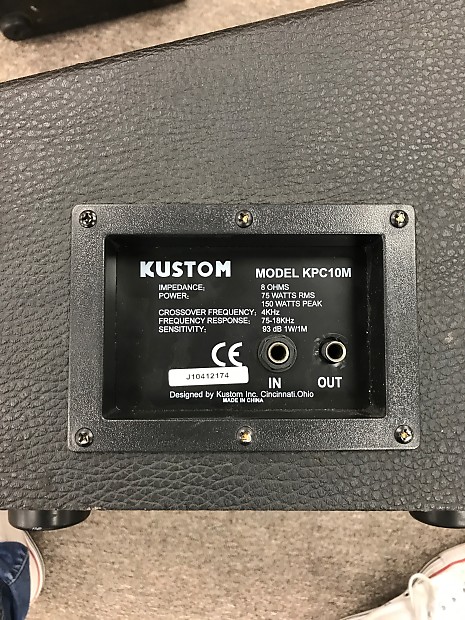 KUSTOM MODEL KPC10M
IMPEDANCE: 8 OHMS
POWER: 75 WATTS RMS
150 WATTS PEAK
CROSSOVER FREQUENCY: 4KHz
FREQUENCY RESPONSE: 75-18KHz
SENSITIVITY: 93 dB 1W/1M
CE
J10412174
IN OUT
Designed by Kustom Inc. Cincinnati.Ohio
MADE IN CHINA